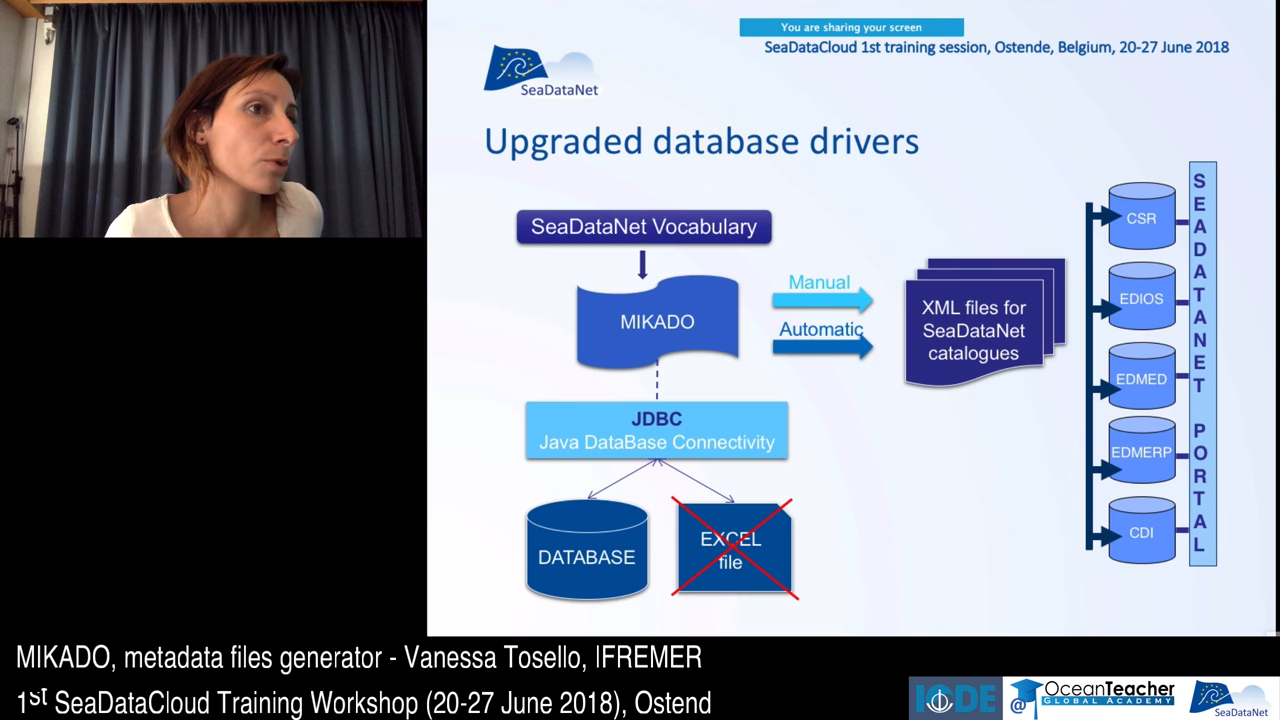 You are sharing your screen
SeaDataCloud 1st training session, Ostende, Belgium, 20-27 June 2018
SeaDataNet
Upgraded database drivers
SeaDataNet Vocabulary
MIKADO
Manual
Automatic
XML files for
SeaDataNet
catalogues
JDBC
Java DataBase Connectivity
DATABASE
EXCEL
file
CSR
EDIOS
EDMED
EDMERP
CDI
SEADATANET PORTAL
MIKADO, metadata files generator - Vanessa Tosello, IFREMER
1st SeaDataCloud Training Workshop (20-27 June 2018), Ostend
IODE
@
OceanTeacher
GLOBAL ACADEMY
SeaDataNet